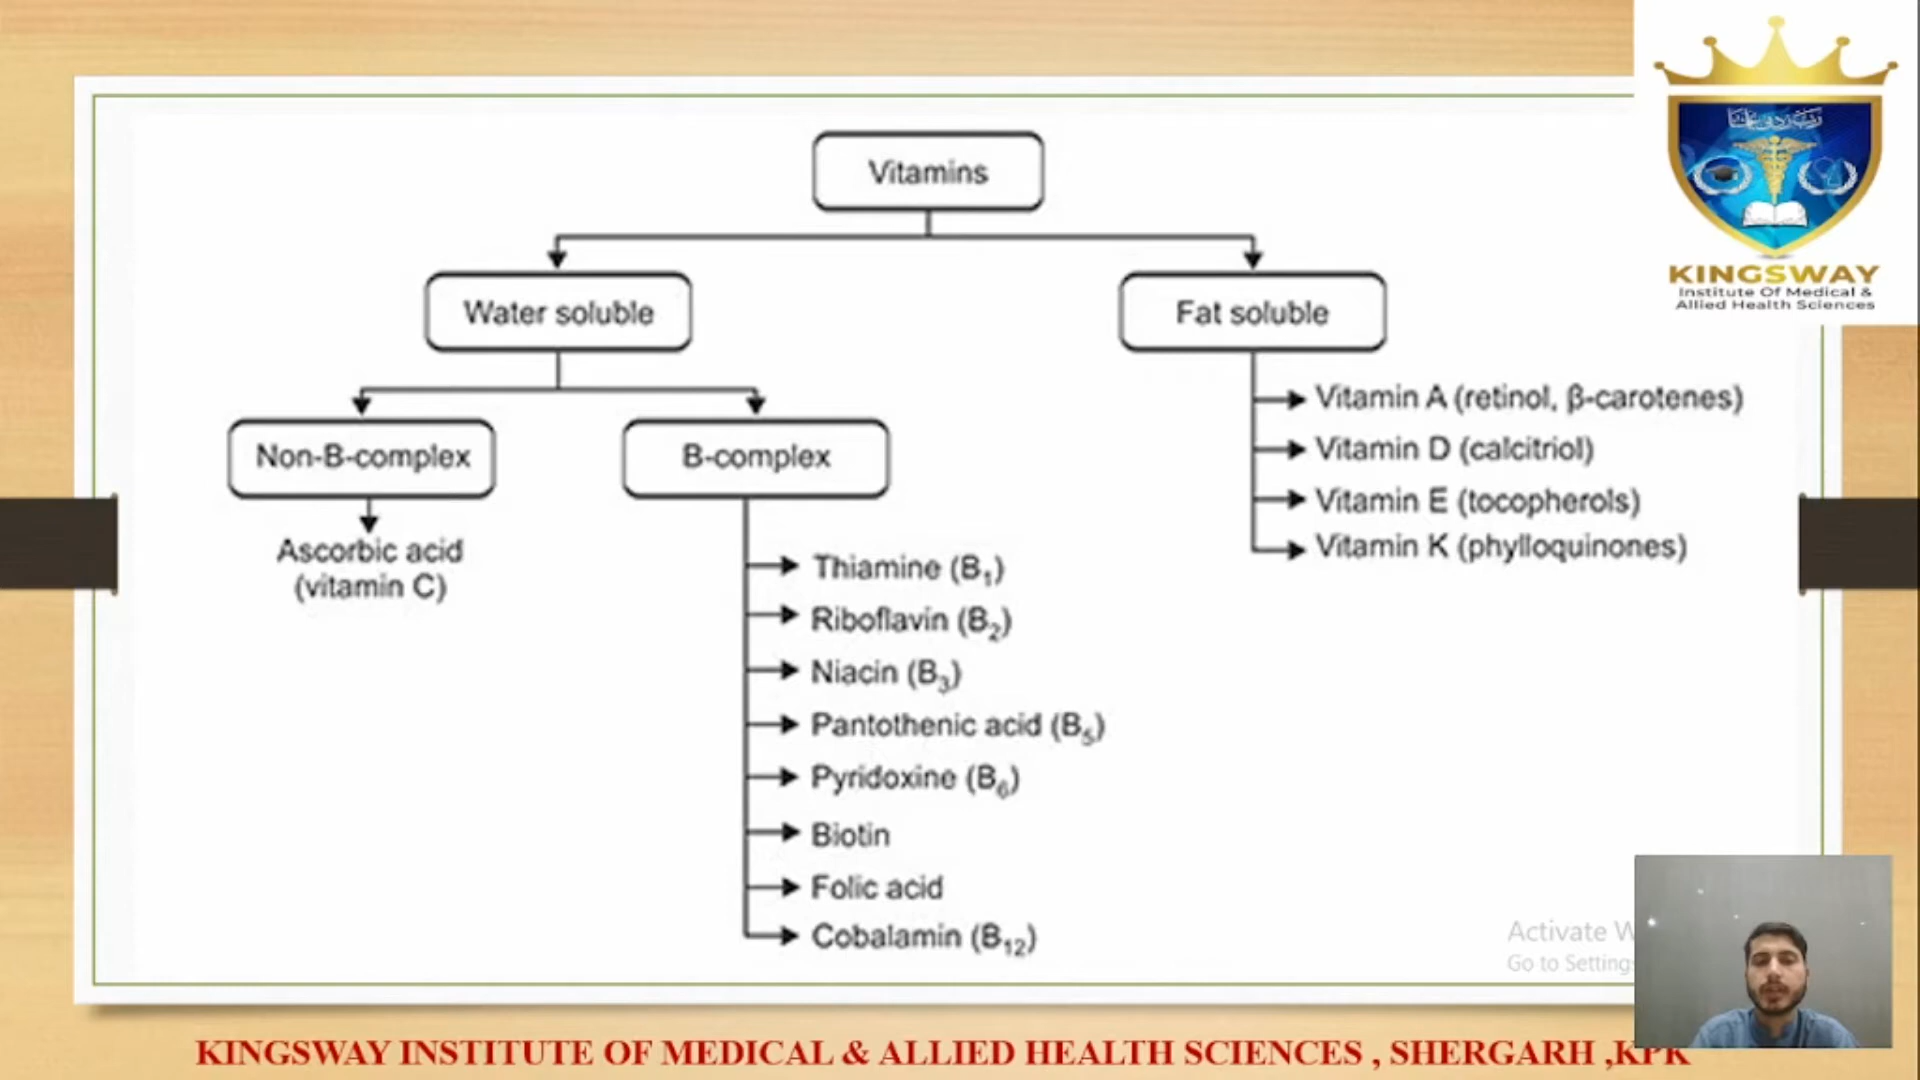 Vitamins
Water soluble
Fat soluble
Non-B-complex
B-complex
Ascorbic acid
(vitamin C)
Thiamine (B₁)
Riboflavin (B₂)
Niacin (B₃)
Pantothenic acid (B₅)
Pyridoxine (B₆)
Biotin
Folic acid
Cobalamin (B₁₂)
Vitamin A (retinol, β-carotenes)
Vitamin D (calcitriol)
Vitamin E (tocopherols)
Vitamin K (phylloquinones)
KINGSWAY
Institute Of Medical &
Allied Health Sciences
Activate W
Go to Setting
KINGSWAY INSTITUTE OF MEDICAL & ALLIED HEALTH SCIENCES , SHERGARH ,KPK